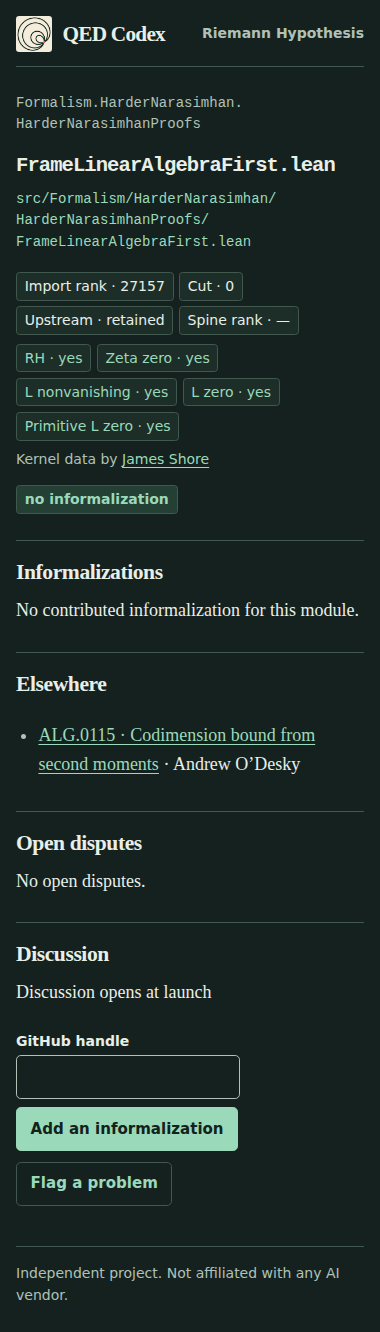 QED Codex
Riemann Hypothesis
Formalism.HarderNarasimhan.
HarderNarasimhanProofs
FrameLinearAlgebraFirst.lean
src/Formalism/HarderNarasimhan/
HarderNarasimhanProofs/
FrameLinearAlgebraFirst.lean
Import rank · 27157 Cut · 0
Upstream · retained Spine rank · —
RH · yes Zeta zero · yes
L nonvanishing · yes L zero · yes
Primitive L zero · yes
Kernel data by James Shore
no informalization
Informalizations
No contributed informalization for this module.
Elsewhere
ALG.0115 · Codimension bound from
second moments · Andrew O’Desky
Open disputes
No open disputes.
Discussion
Discussion opens at launch
GitHub handle
Add an informalization
Flag a problem
Independent project. Not affiliated with any AI
vendor.